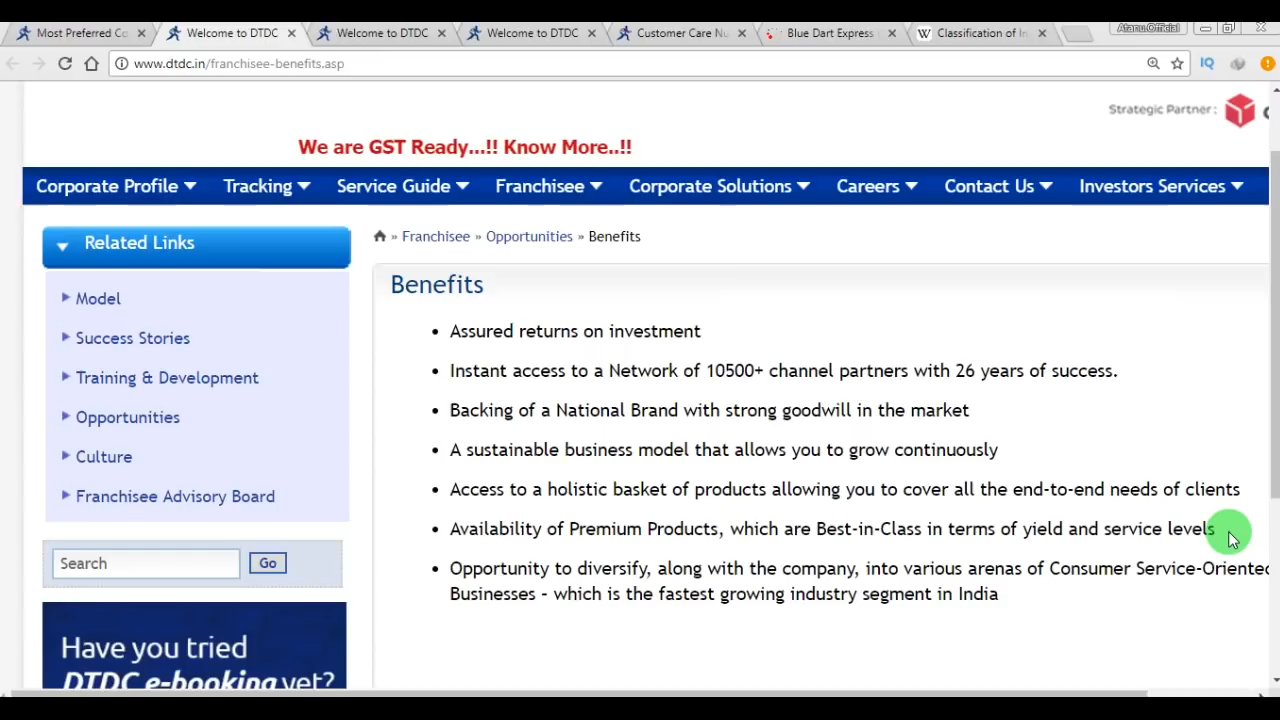 Most Preferred Co
Welcome to DTDC
Welcome to DTDC
Welcome to DTDC
Customer Care Nu
Blue Dart Express
Classification of In
Atanu Official
www.dtdc.in/franchisee-benefits.asp
IQ
Strategic Partner :
We are GST Ready...!! Know More..!!
Corporate Profile
Tracking
Service Guide
Franchisee
Corporate Solutions
Careers
Contact Us
Investors Services
Related Links
Model
Success Stories
Training & Development
Opportunities
Culture
Franchisee Advisory Board
Search
Go
Have you tried
DTDC e-booking yet?
» Franchisee » Opportunities » Benefits
Benefits
• Assured returns on investment
• Instant access to a Network of 10500+ channel partners with 26 years of success.
• Backing of a National Brand with strong goodwill in the market
• A sustainable business model that allows you to grow continuously
• Access to a holistic basket of products allowing you to cover all the end-to-end needs of clients
• Availability of Premium Products, which are Best-in-Class in terms of yield and service levels
• Opportunity to diversify, along with the company, into various arenas of Consumer Service-Oriented
Businesses - which is the fastest growing industry segment in India